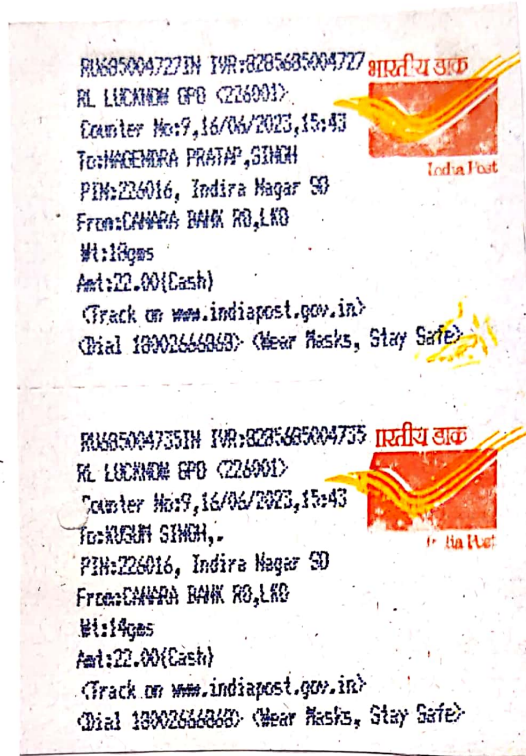 RU685004727IN IVR:8285685004727
भारतीय डाक
RL LUCKNOW GPO <226001>
Counter No:9,16/06/2023,15:43
To:NAGENDRA PRATAP,SINGH
India Post
PIN:226016, Indira Nagar SO
From:CANARA BANK RO,LKO
Wt:18gms
Amt:22.00(Cash)
<Track on www.indiapost.gov.in>
<Dial 18002666868> <Wear Masks, Stay Safe>
RU685004735IN IVR:8285685004735
ारतीय डाक
RL LUCKNOW GPO <226001>
Counter No:9,16/06/2023,15:43
To:KUSUM SINGH,.
India Post
PIN:226016, Indira Nagar SO
From:CANARA BANK RO,LKO
Wt:14gms
Amt:22.00(Cash)
<Track on www.indiapost.gov.in>
<Dial 18002666868> <Wear Masks, Stay Safe>